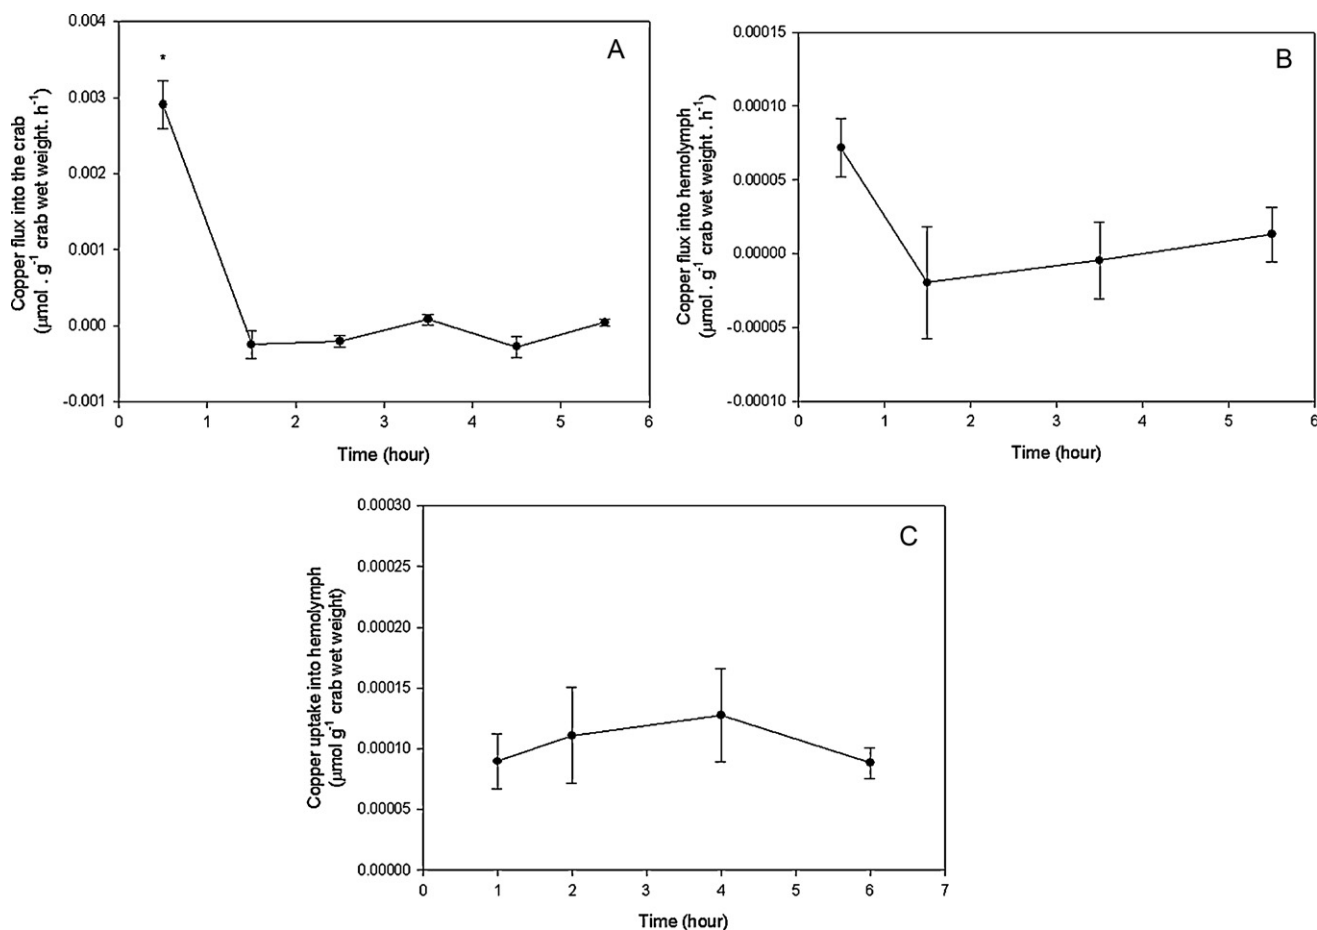 A
*
Copper flux into the crab
(µmol . g-1 crab wet weight. h-1)
0.004
0.003
0.002
0.001
0.000
-0.001
0 1 2 3 4 5 6
Time (hour)
B
Copper flux into hemolymph
(µmol . g-1 crab wet weight . h-1)
0.00015
0.00010
0.00005
0.00000
-0.00005
-0.00010
0 1 2 3 4 5 6
Time (hour)
C
Copper uptake into hemolymph
(µmol g-1 crab wet weight)
0.00030
0.00025
0.00020
0.00015
0.00010
0.00005
0.00000
0 1 2 3 4 5 6 7
Time (hour)